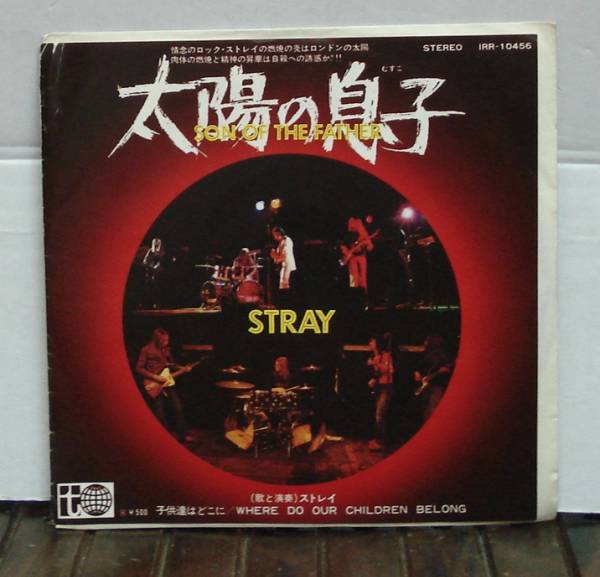 情念のロック・ストレイの燃焼の炎はロンドンの太陽
STEREO IRR-10456
肉体の燃焼と精神の昇華は自殺への誘惑か?!!
むすこ
太陽の息子
SON OF THE FATHER
STRAY
(歌と演奏)ストレイ
it
¥500 子供達はどこに/WHERE DO OUR CHILDREN BELONG